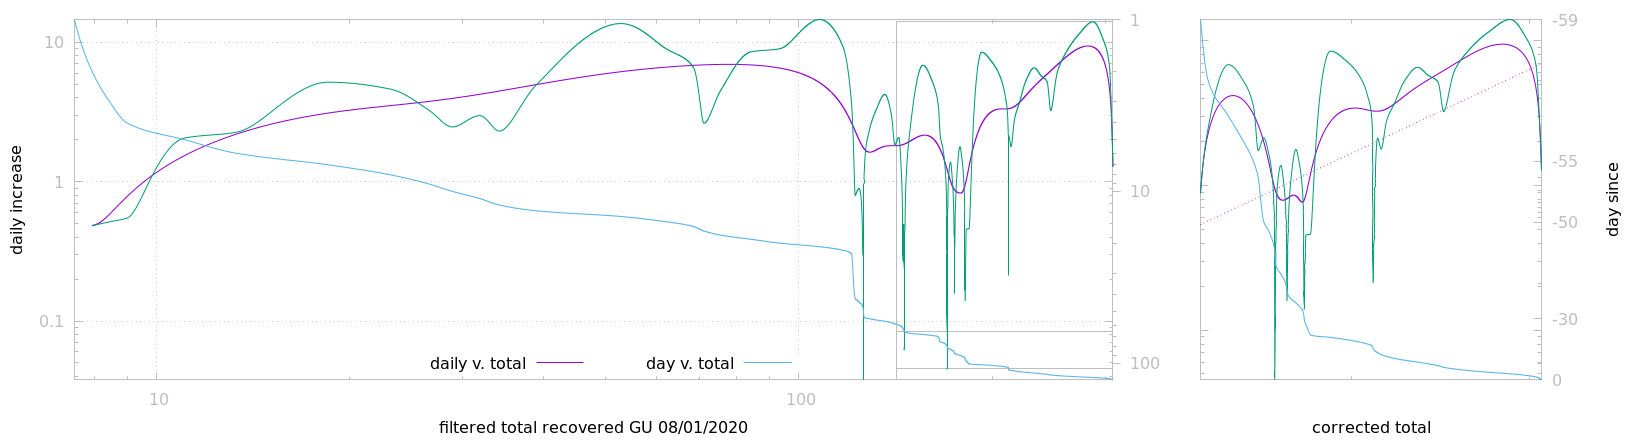 10
1
0.1
daily increase
daily v. total
day v. total
10
100
filtered total recovered GU 08/01/2020
1
10
100
-59
-55
-50
-30
0
day since
corrected total